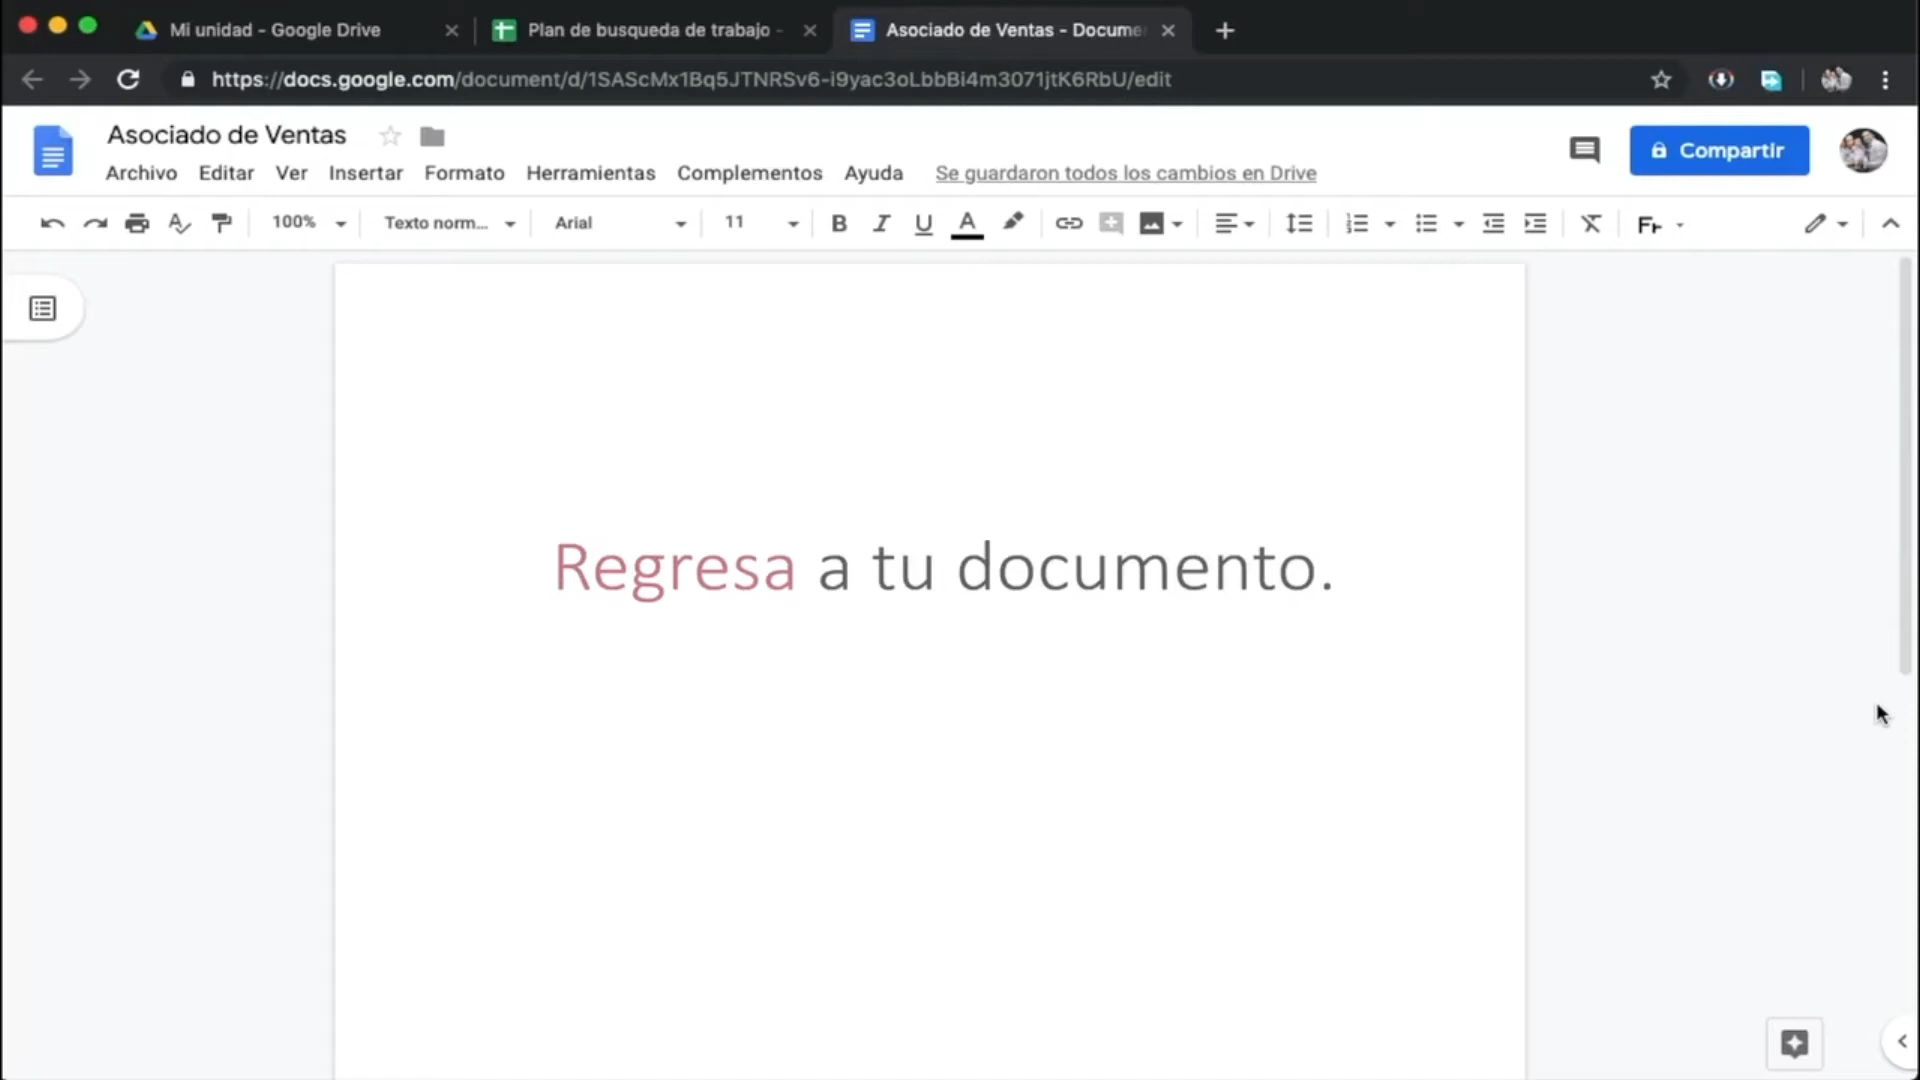 Mi unidad - Google Drive
Plan de busqueda de trabajo -
Asociado de Ventas - Docume
https://docs.google.com/document/d/1SAScMx1Bq5JTNRSv6-i9yac3oLbbBi4m3071jtK6RbU/edit
Asociado de Ventas
Compartir
Archivo Editar Ver Insertar Formato Herramientas Complementos Ayuda Se guardaron todos los cambios en Drive
100% Texto norm... Arial 11 B I U A
Regresa a tu documento.